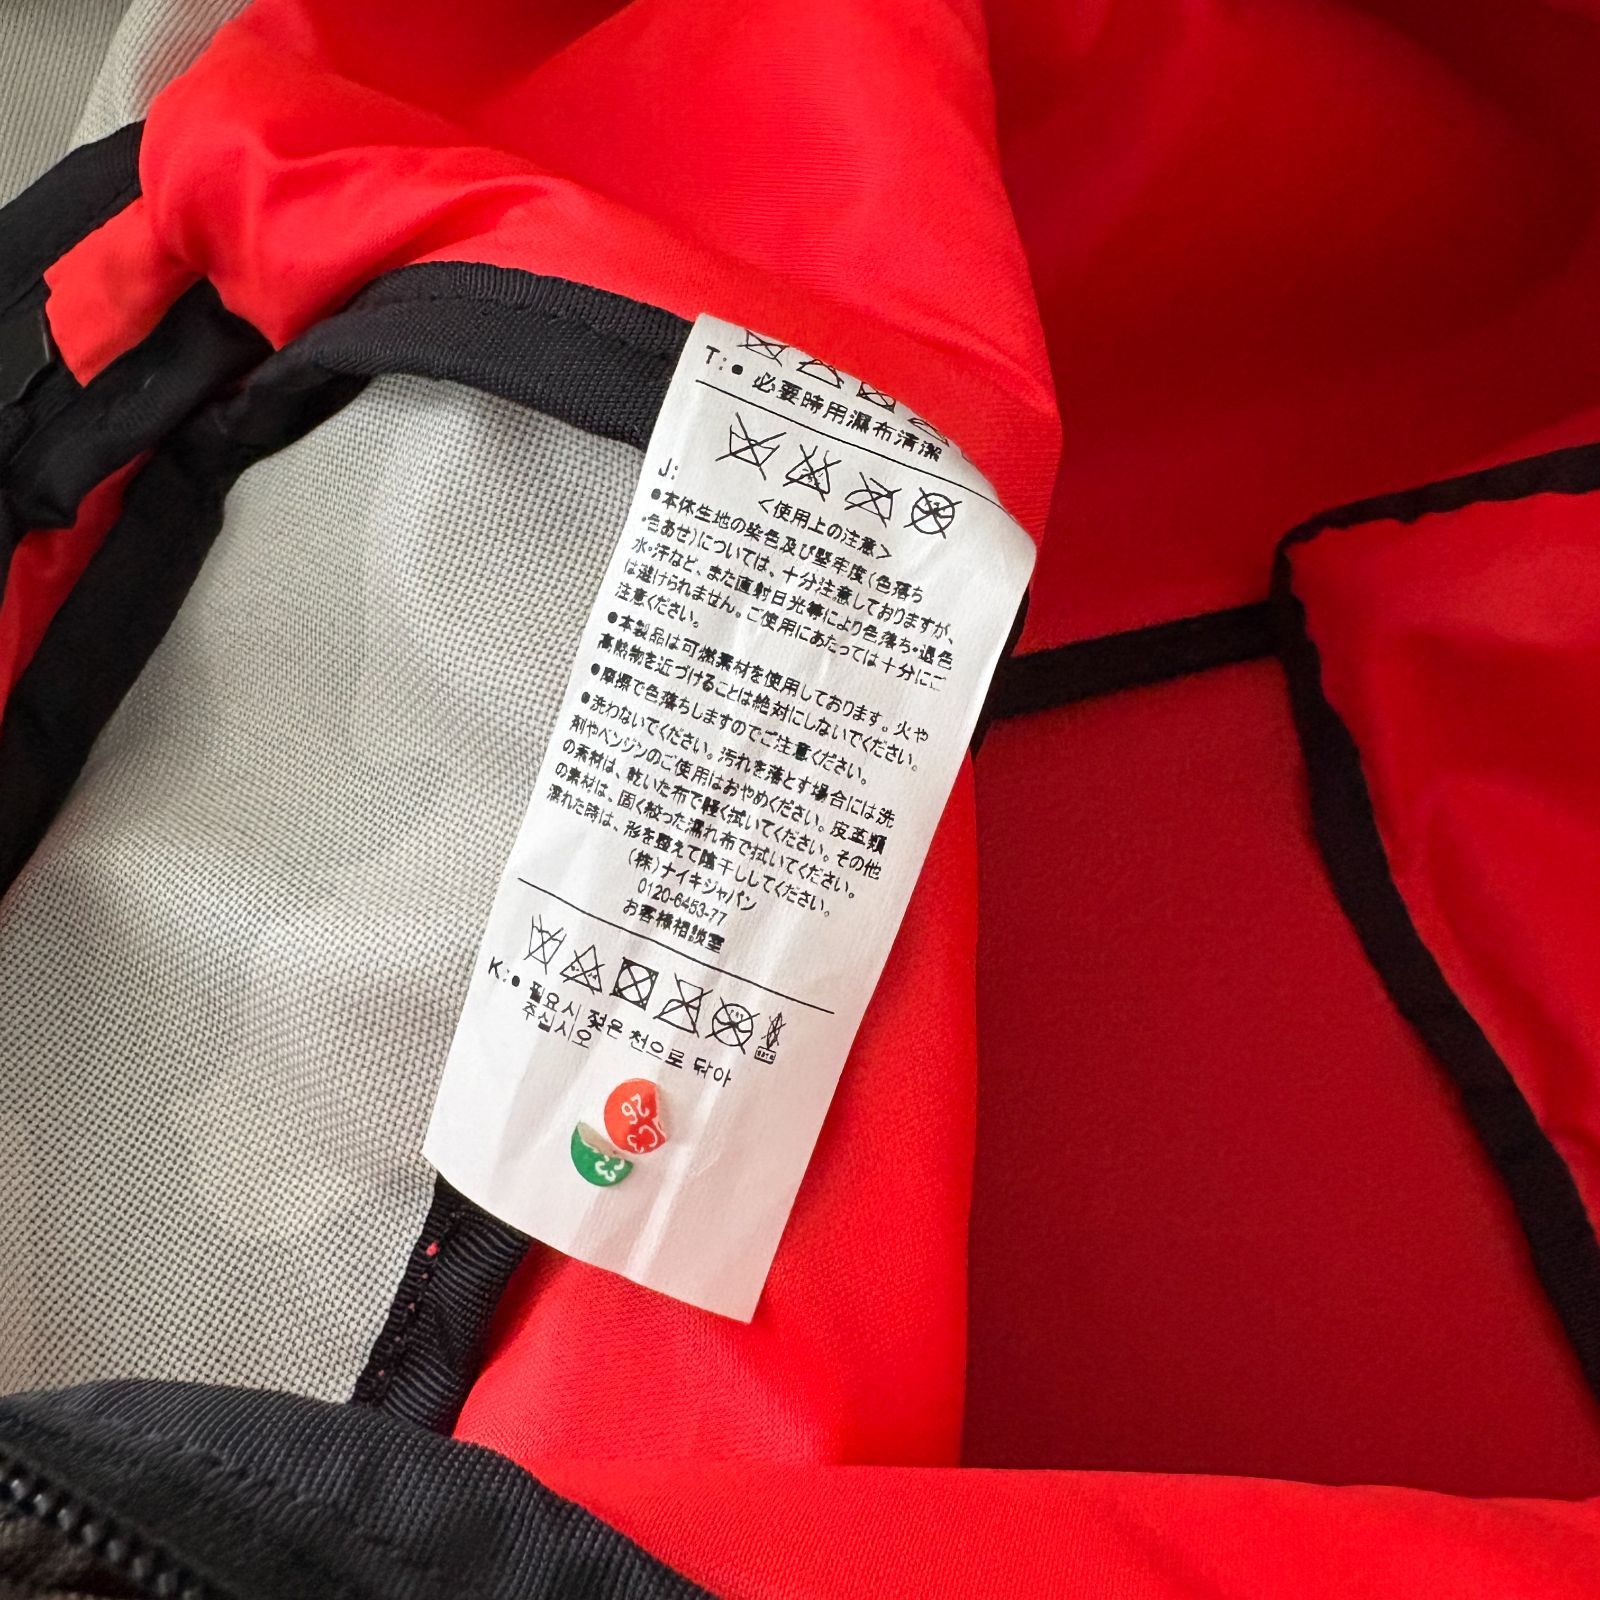 T:● 必要時用濕布清潔
J:
<使用上の注意>
●本体生地の染色及び堅牢度(色落ち
・色あせ)については、十分注意しておりますが、
水・汗など、また直射日光等により色落ち・退色
は避けられません。ご使用にあたっては十分にご
注意ください。
●本製品は可燃素材を使用しております。火や
高熱物を近づけることは絶対にしないでください。
●摩擦で色落ちしますのでご注意ください。
●洗わないでください。汚れを落とす場合には洗
剤やベンジンのご使用はおやめください。皮革類
の素材は、乾いた布で軽く拭いてください。その他
の素材は、固く絞った濡れ布で拭いてください。
濡れた時は、形を整えて陰干ししてください。
(株)ナイキジャパン
0120-6453-77
お客様相談室
K:● 필요시 젖은 천으로 닦아
주십시오